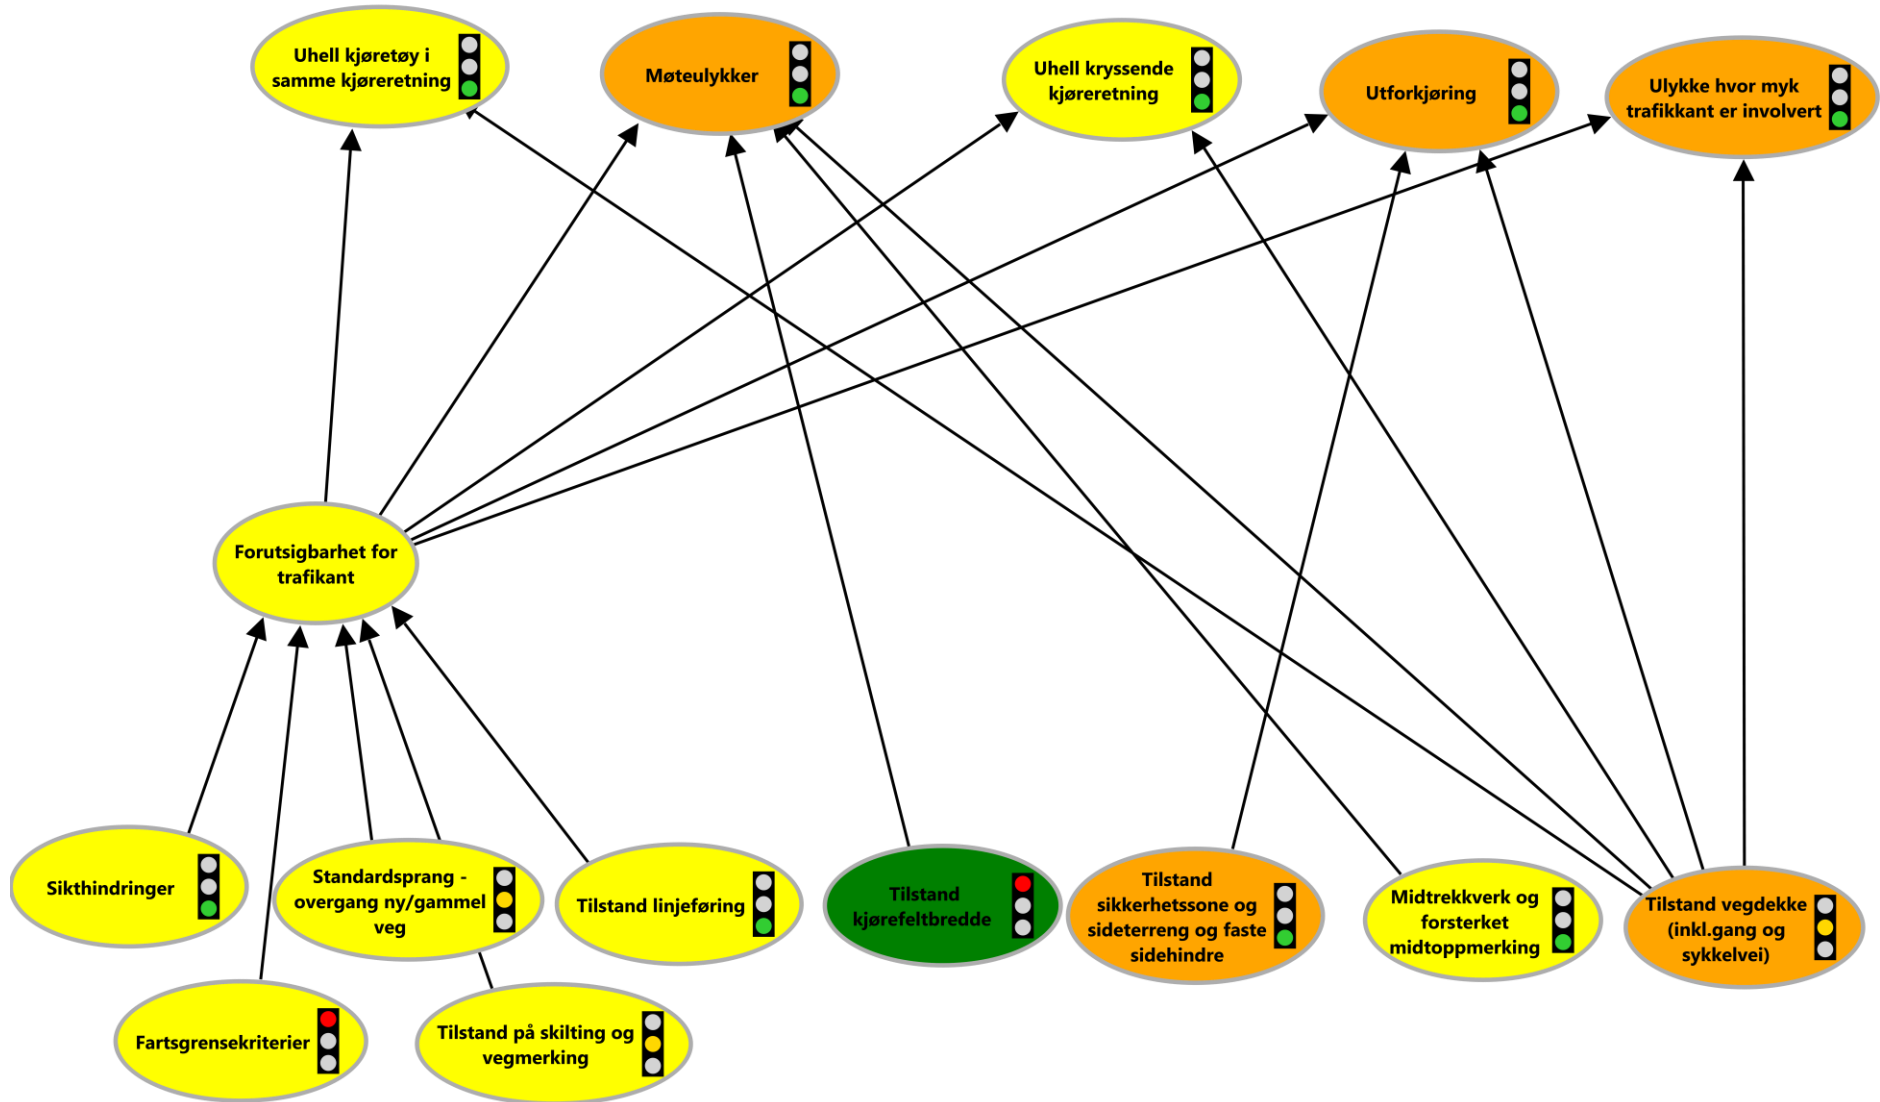 Uhell kjøretøy i
samme kjøreretning
Møteulykker
Uhell kryssende
kjøreretning
Utforkjøring
Ulykke hvor myk
trafikkant er involvert
Forutsigbarhet for
trafikant
Sikthindringer
Standardsprang -
overgang ny/gammel
veg
Tilstand linjeføring
Tilstand
kjørefeltbredde
Tilstand
sikkerhetssone og
sideterreng og faste
sidehindre
Midtrekkverk og
forsterket
midtoppmerking
Tilstand vegdekke
(inkl.gang og
sykkelvei)
Fartsgrensekriterier
Tilstand på skilting og
vegmerking